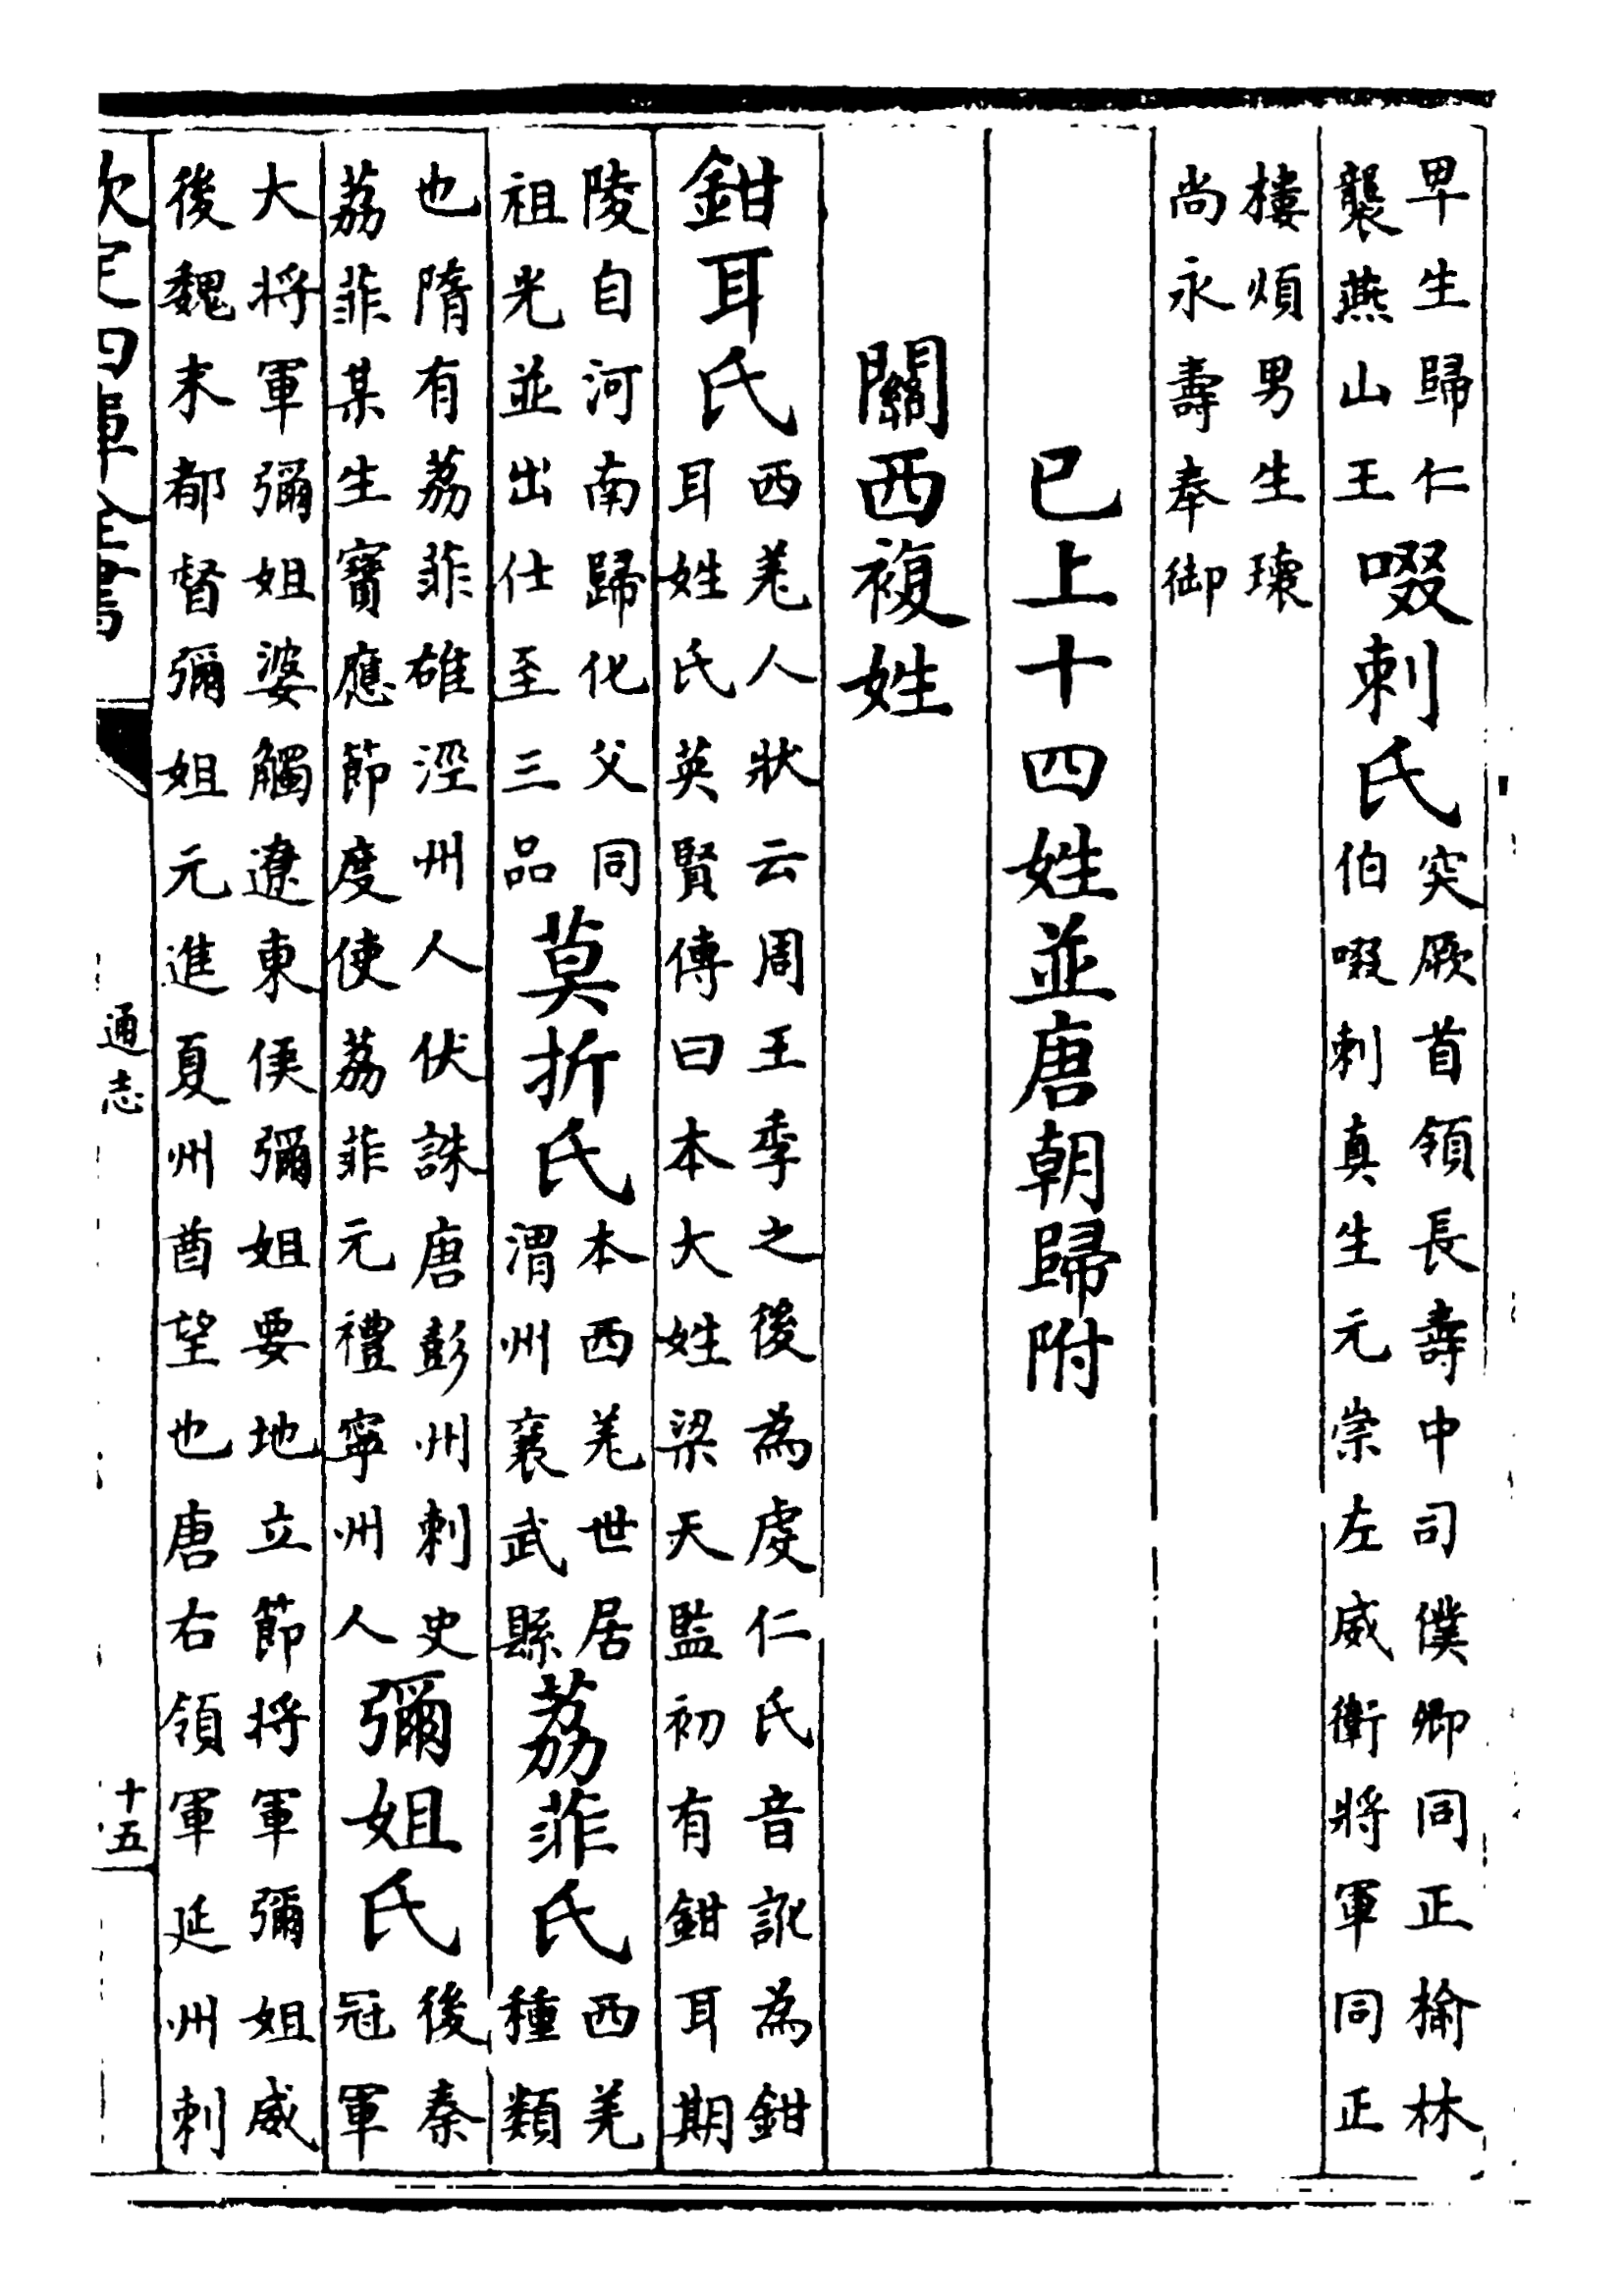 卑生歸仁
襲燕山王
啜刺氏
突厥首領長壽中司僕卿同正榆林
伯啜刺真生元崇左威衛將軍同正
樓煩男生瓌
尚永壽奉御
已上十四姓並唐朝歸附
關西複姓
鉗耳氏
西羌人狀云周王季之後為虔仁氏音訛為鉗
耳姓氏英賢傳曰本大姓梁天監初有鉗耳期
陵自河南歸化父同
祖光並出仕至三品
莫折氏
本西羌世居
渭州襄武縣
荔菲氏
西羌
種類
也隋有荔菲雄涇州人伏誅唐彭州刺史
荔菲某生寶應節度使荔菲元禮寧州人
彌姐氏
後秦
冠軍
大將軍彌姐婆觸遼東侯彌姐要地立節將軍彌姐威
後魏末都督彌姐元進夏州酋望也唐右領軍延州刺
欽定四庫全書
通志
十五